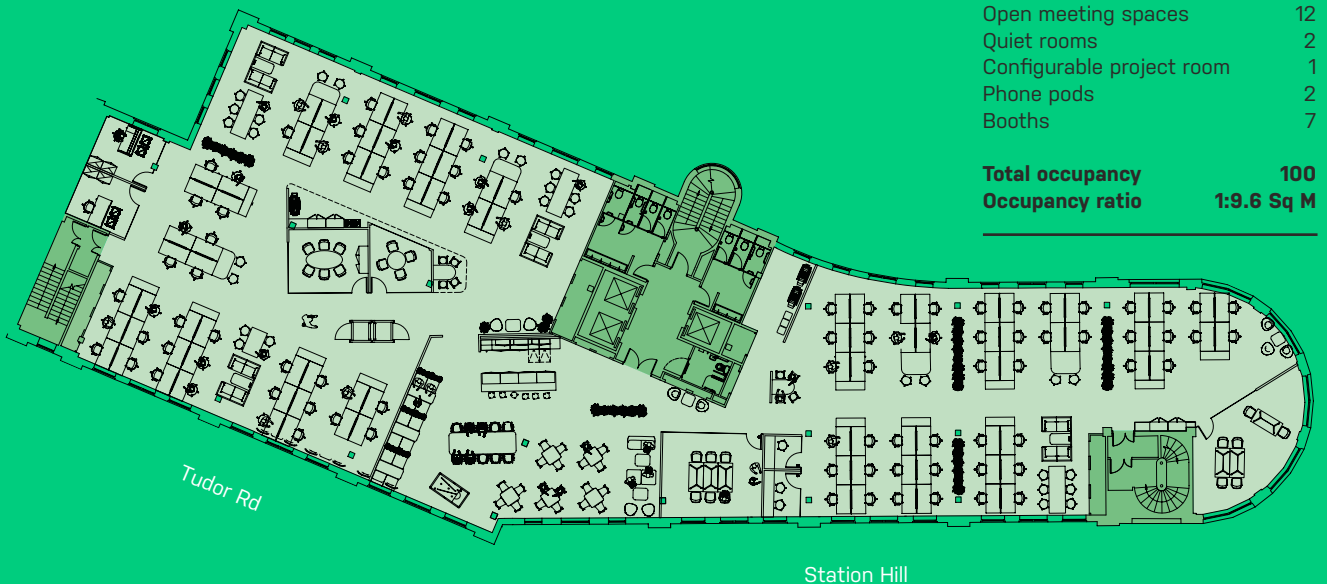 Open meeting spaces 12
Quiet rooms 2
Configurable project room 1
Phone pods 2
Booths 7
Total occupancy 100
Occupancy ratio 1:9.6 Sq M
Tudor Rd
Station Hill